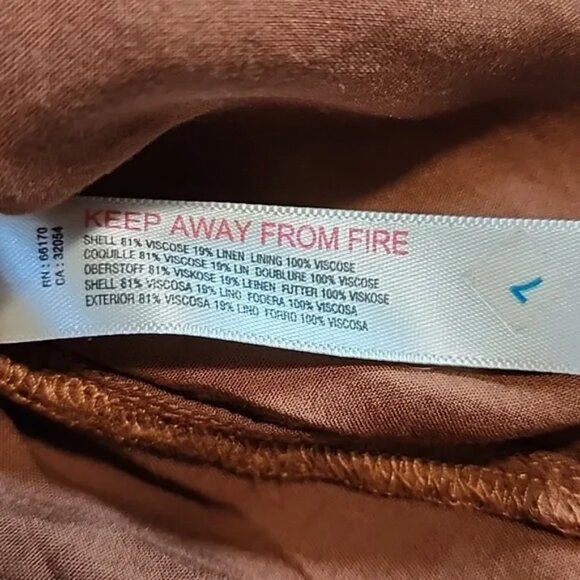 KEEP AWAY FROM FIRE
SHELL 81% VISCOSE 19% LINEN LINING 100% VISCOSE
COQUILLE 81% VISCOSE 19% LIN DOUBLURE 100% VISCOSE
OBERSTOFF 81% VISKOSE 19% LEINEN FUTTER 100% VISKOSE
SHELL 81% VISCOSA 19% LINO FODERA 100% VISCOSA
EXTERIOR 81% VISCOSA 19% LINO FORRO 100% VISCOSA
RN: 66170
CA: 32054